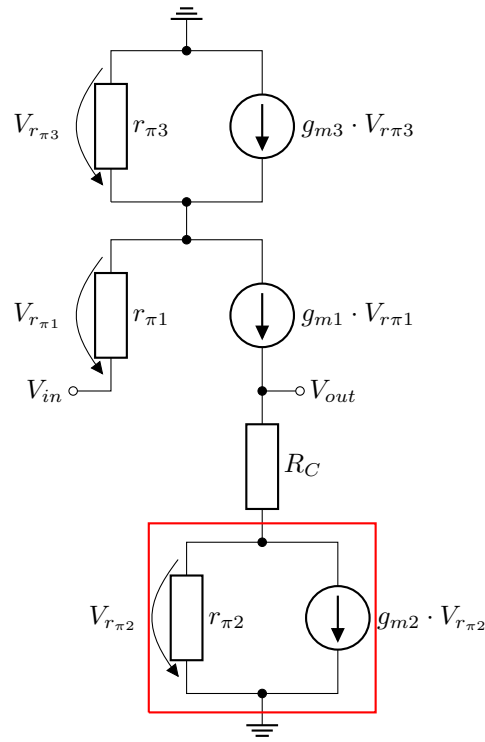 V_{r_{π3}} r_{π3} g_{m3} · V_{rπ3}
V_{r_{π1}} r_{π1} g_{m1} · V_{rπ1}
V_{in} V_{out}
R_C
V_{r_{π2}} r_{π2} g_{m2} · V_{r_{π2}}